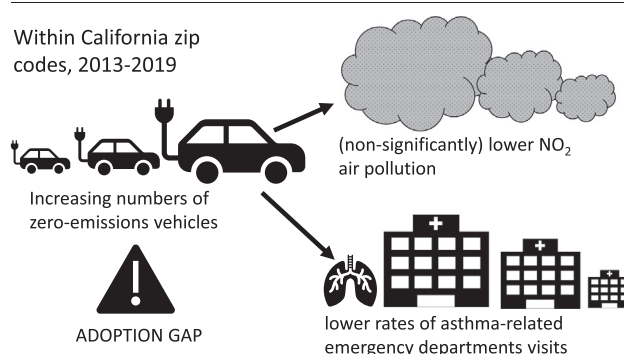 Within California zip
codes, 2013-2019
(non-significantly) lower NO₂
air pollution
Increasing numbers of
zero-emissions vehicles
ADOPTION GAP
lower rates of asthma-related
emergency departments visits